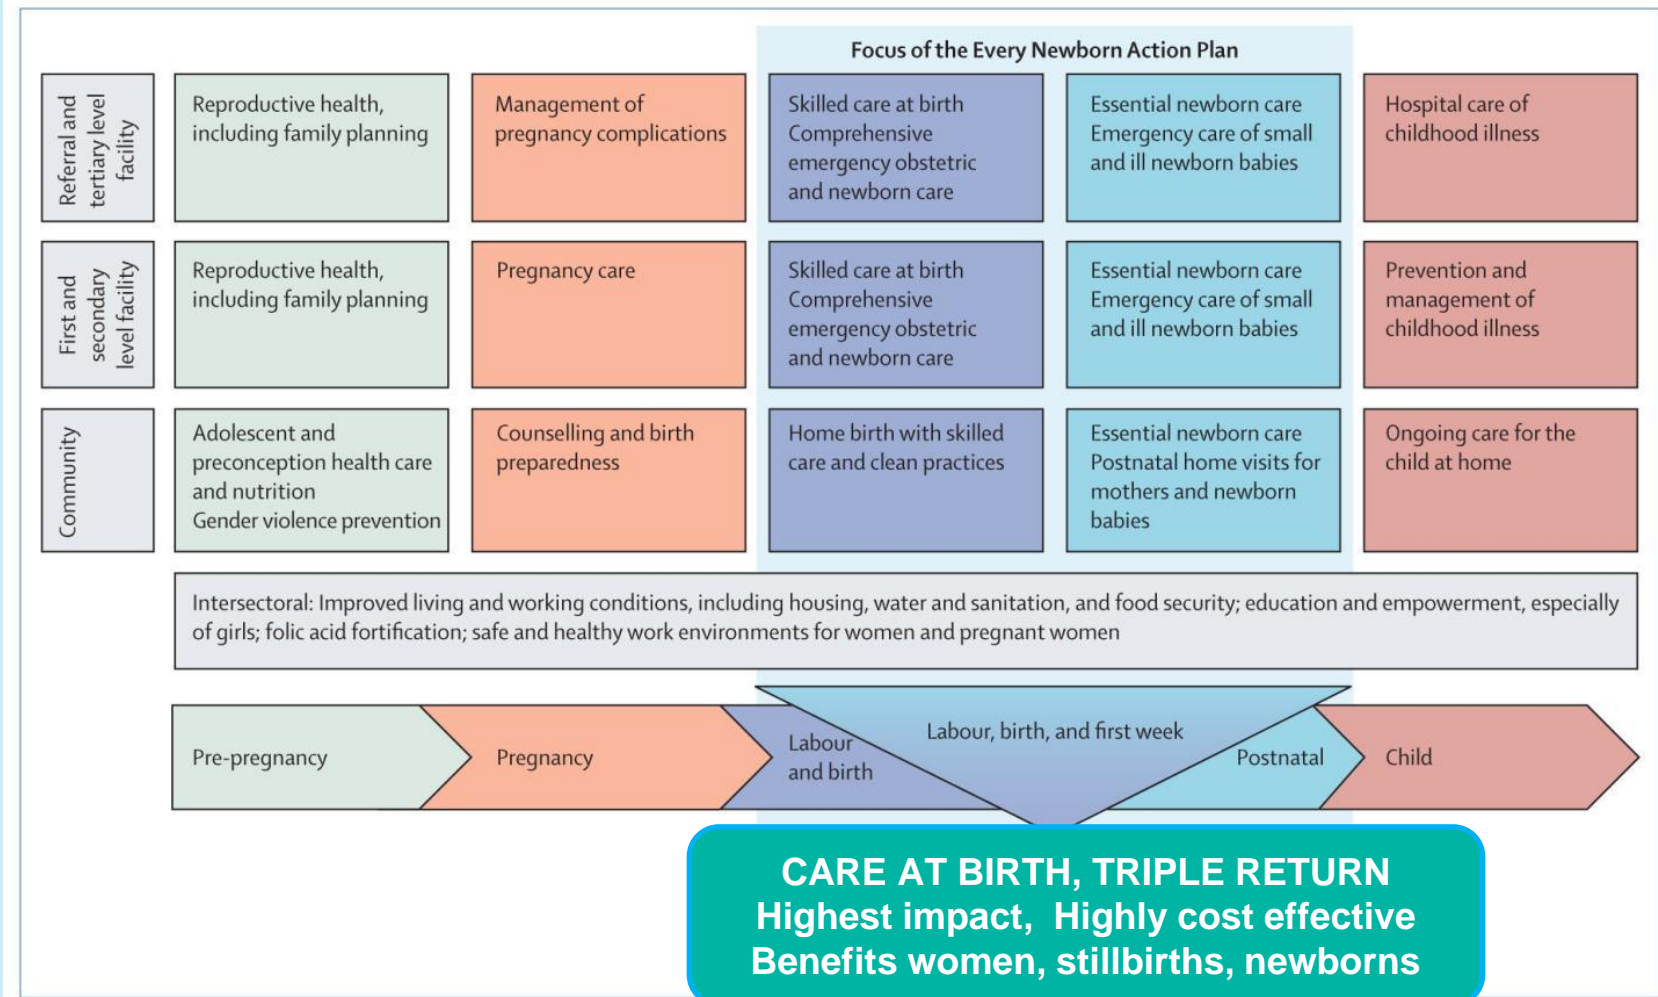 Focus of the Every Newborn Action Plan
Referral and
tertiary level
facility
Reproductive health,
including family planning
Management of
pregnancy complications
Skilled care at birth
Comprehensive
emergency obstetric
and newborn care
Essential newborn care
Emergency care of small
and ill newborn babies
Hospital care of
childhood illness
First and
secondary
level facility
Reproductive health,
including family planning
Pregnancy care
Skilled care at birth
Comprehensive
emergency obstetric
and newborn care
Essential newborn care
Emergency care of small
and ill newborn babies
Prevention and
management of
childhood illness
Community
Adolescent and
preconception health care
and nutrition
Gender violence prevention
Counselling and birth
preparedness
Home birth with skilled
care and clean practices
Essential newborn care
Postnatal home visits for
mothers and newborn
babies
Ongoing care for the
child at home
Intersectoral: Improved living and working conditions, including housing, water and sanitation, and food security; education and empowerment, especially
of girls; folic acid fortification; safe and healthy work environments for women and pregnant women
Pre-pregnancy
Pregnancy
Labour
and birth
Labour, birth, and first week
Postnatal
Child
CARE AT BIRTH, TRIPLE RETURN
Highest impact, Highly cost effective
Benefits women, stillbirths, newborns